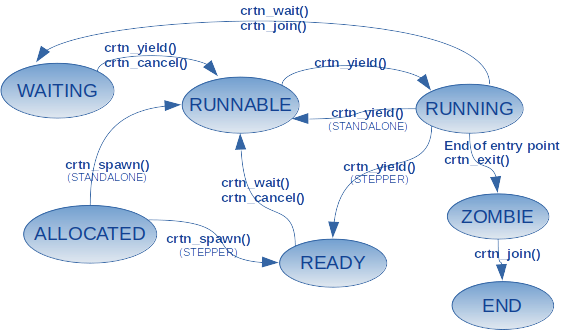 crtn_wait()
crtn_join()
crtn_yield()
crtn_cancel()
crtn_yield()
WAITING
RUNNABLE
RUNNING
crtn_yield()
(STANDALONE)
End of entry point
crtn_exit()
crtn_spawn()
(STANDALONE)
crtn_wait()
crtn_cancel()
crtn_yield()
(STEPPER)
ZOMBIE
ALLOCATED
crtn_spawn()
(STEPPER)
READY
crtn_join()
END